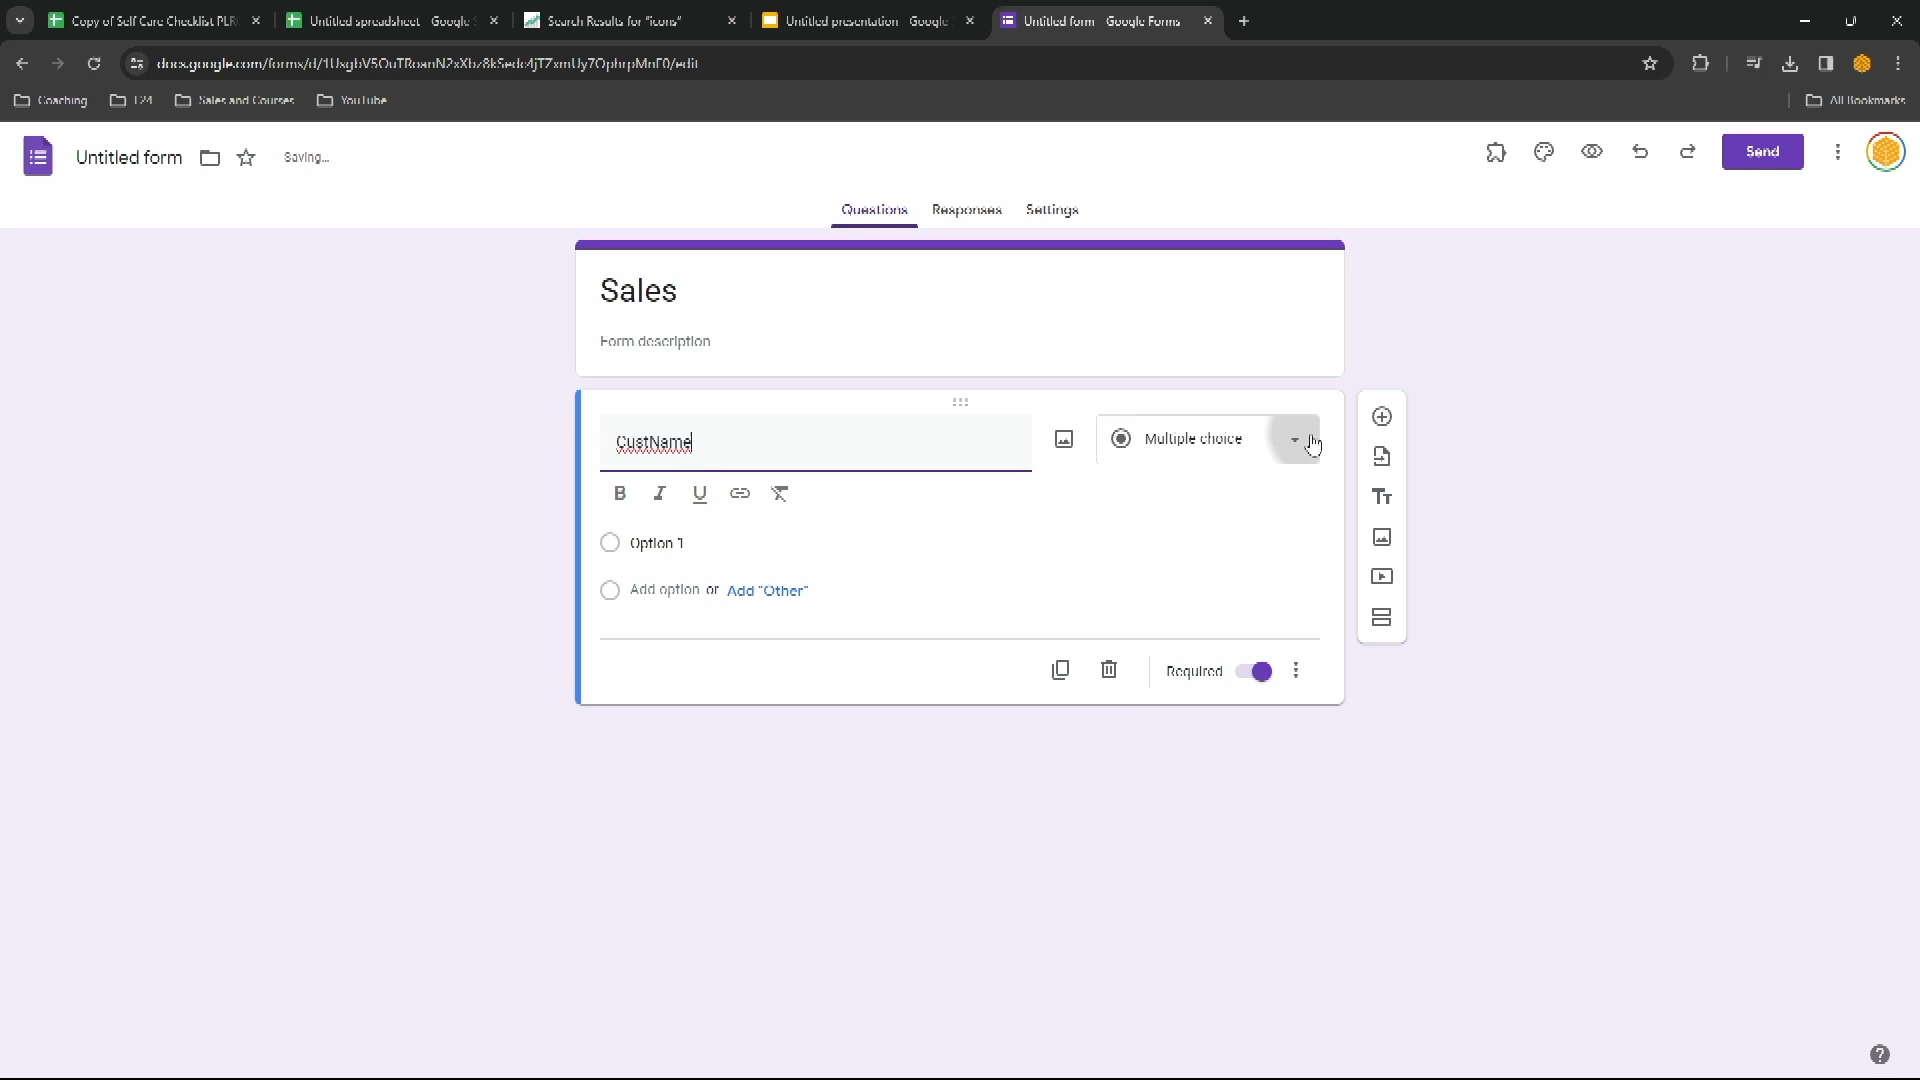 Copy of Self Care Checklist PLR
Untitled spreadsheet - Google S
Search Results for "icons"
Untitled presentation - Google
Untitled form - Google Forms
Coaching
T24
Sales and Courses
YouTube
All Bookmarks
Untitled form
Saving...
Send
Questions
Responses
Settings
Sales
Form description
CustName
Multiple choice
B I U
Option 1
Add option or Add "Other"
Required